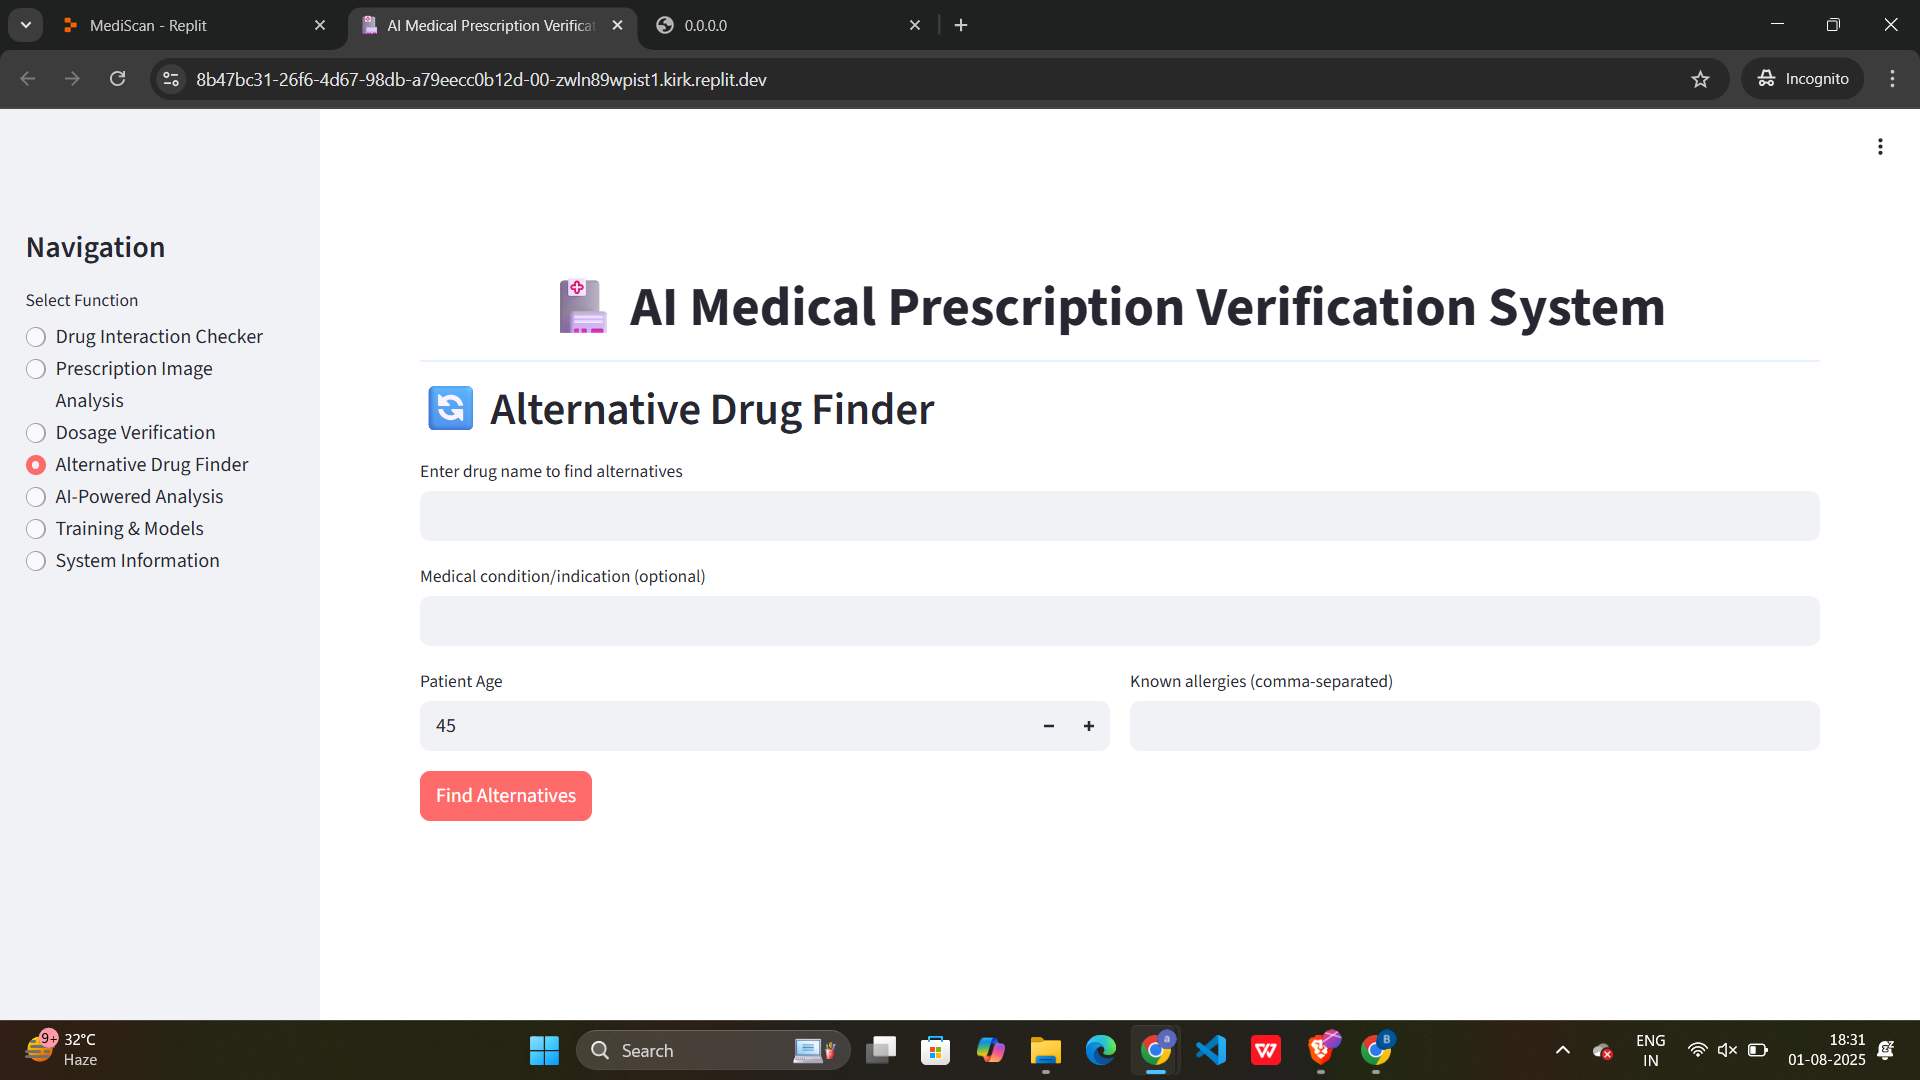 MediScan - Replit
AI Medical Prescription Verificat
0.0.0.0
8b47bc31-26f6-4d67-98db-a79eecc0b12d-00-zwln89wpist1.kirk.replit.dev
Incognito
Navigation
Select Function
Drug Interaction Checker
Prescription Image
Analysis
Dosage Verification
Alternative Drug Finder
AI-Powered Analysis
Training & Models
System Information
AI Medical Prescription Verification System
Alternative Drug Finder
Enter drug name to find alternatives
Medical condition/indication (optional)
Patient Age
Known allergies (comma-separated)
45
Find Alternatives
9+
32°C
Haze
Search
a
W
B
ENG
IN
18:31
01-08-2025